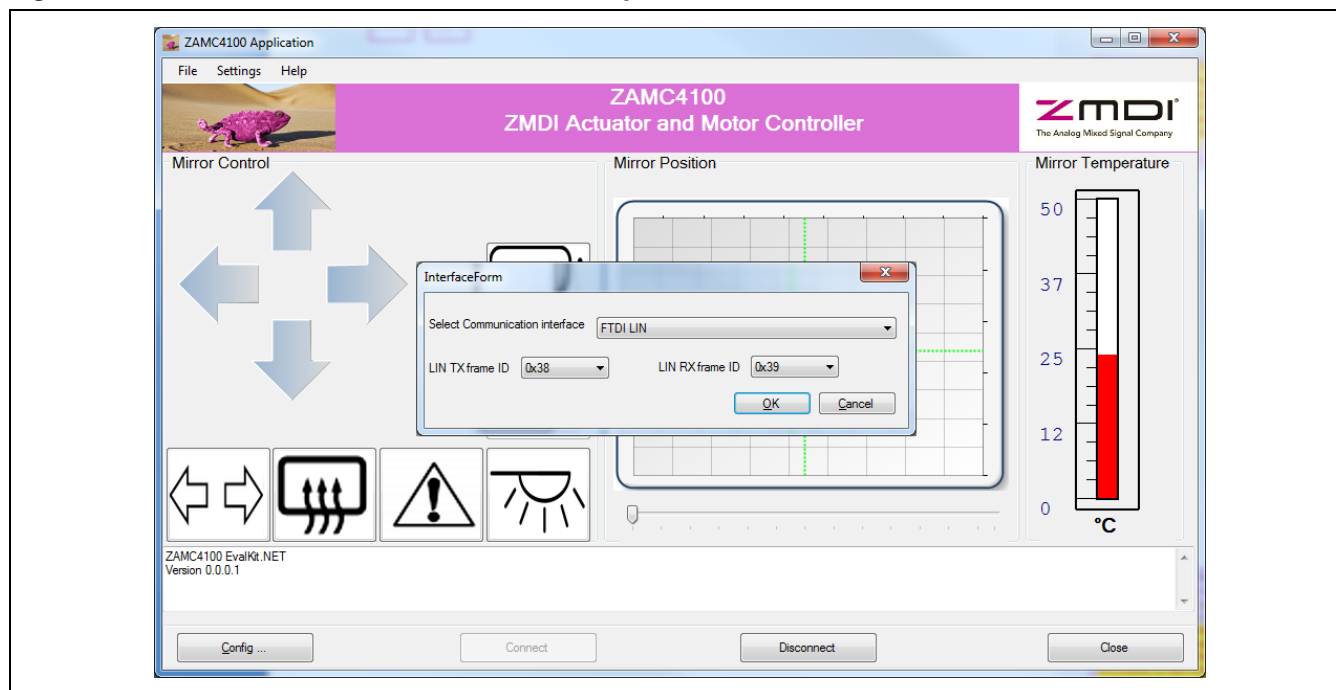 ZAMC4100 Application
File Settings Help
ZAMC4100
ZMDI Actuator and Motor Controller
ZMDI
The Analog Mixed Signal Company
Mirror Control
Mirror Position
Mirror Temperature
50
37
25
12
0
°C
InterfaceForm
Select Communication interface FTDI LIN
LIN TX frame ID 0x38 LIN RX frame ID 0x39
OK Cancel
ZAMC4100 EvalKit.NET
Version 0.0.0.1
Config ... Connect Disconnect Close